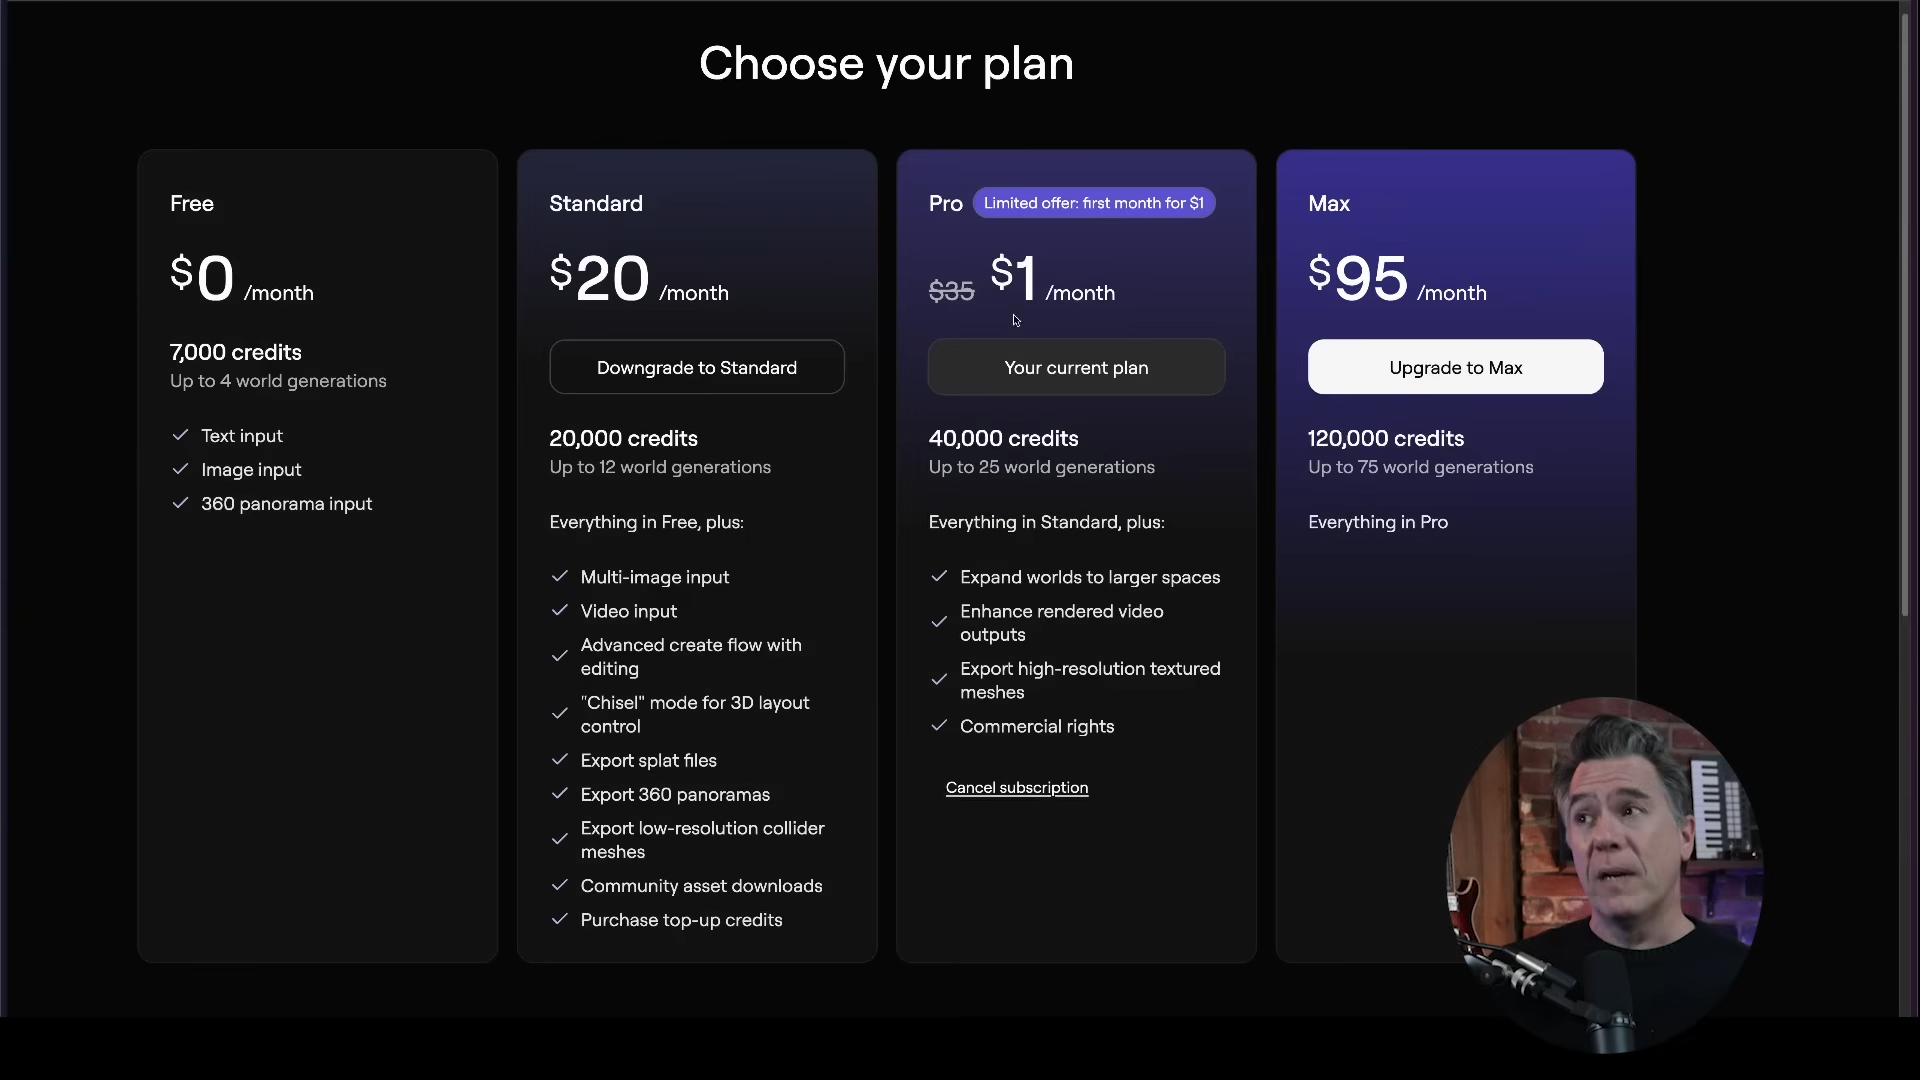 Choose your plan
Free
$0 /month
7,000 credits
Up to 4 world generations
Text input
Image input
360 panorama input
Standard
$20 /month
Downgrade to Standard
20,000 credits
Up to 12 world generations
Everything in Free, plus:
Multi-image input
Video input
Advanced create flow with
editing
"Chisel" mode for 3D layout
control
Export splat files
Export 360 panoramas
Export low-resolution collider
meshes
Community asset downloads
Purchase top-up credits
Pro Limited offer: first month for $1
$35 $1 /month
Your current plan
40,000 credits
Up to 25 world generations
Everything in Standard, plus:
Expand worlds to larger spaces
Enhance rendered video
outputs
Export high-resolution textured
meshes
Commercial rights
Cancel subscription
Max
$95 /month
Upgrade to Max
120,000 credits
Up to 75 world generations
Everything in Pro